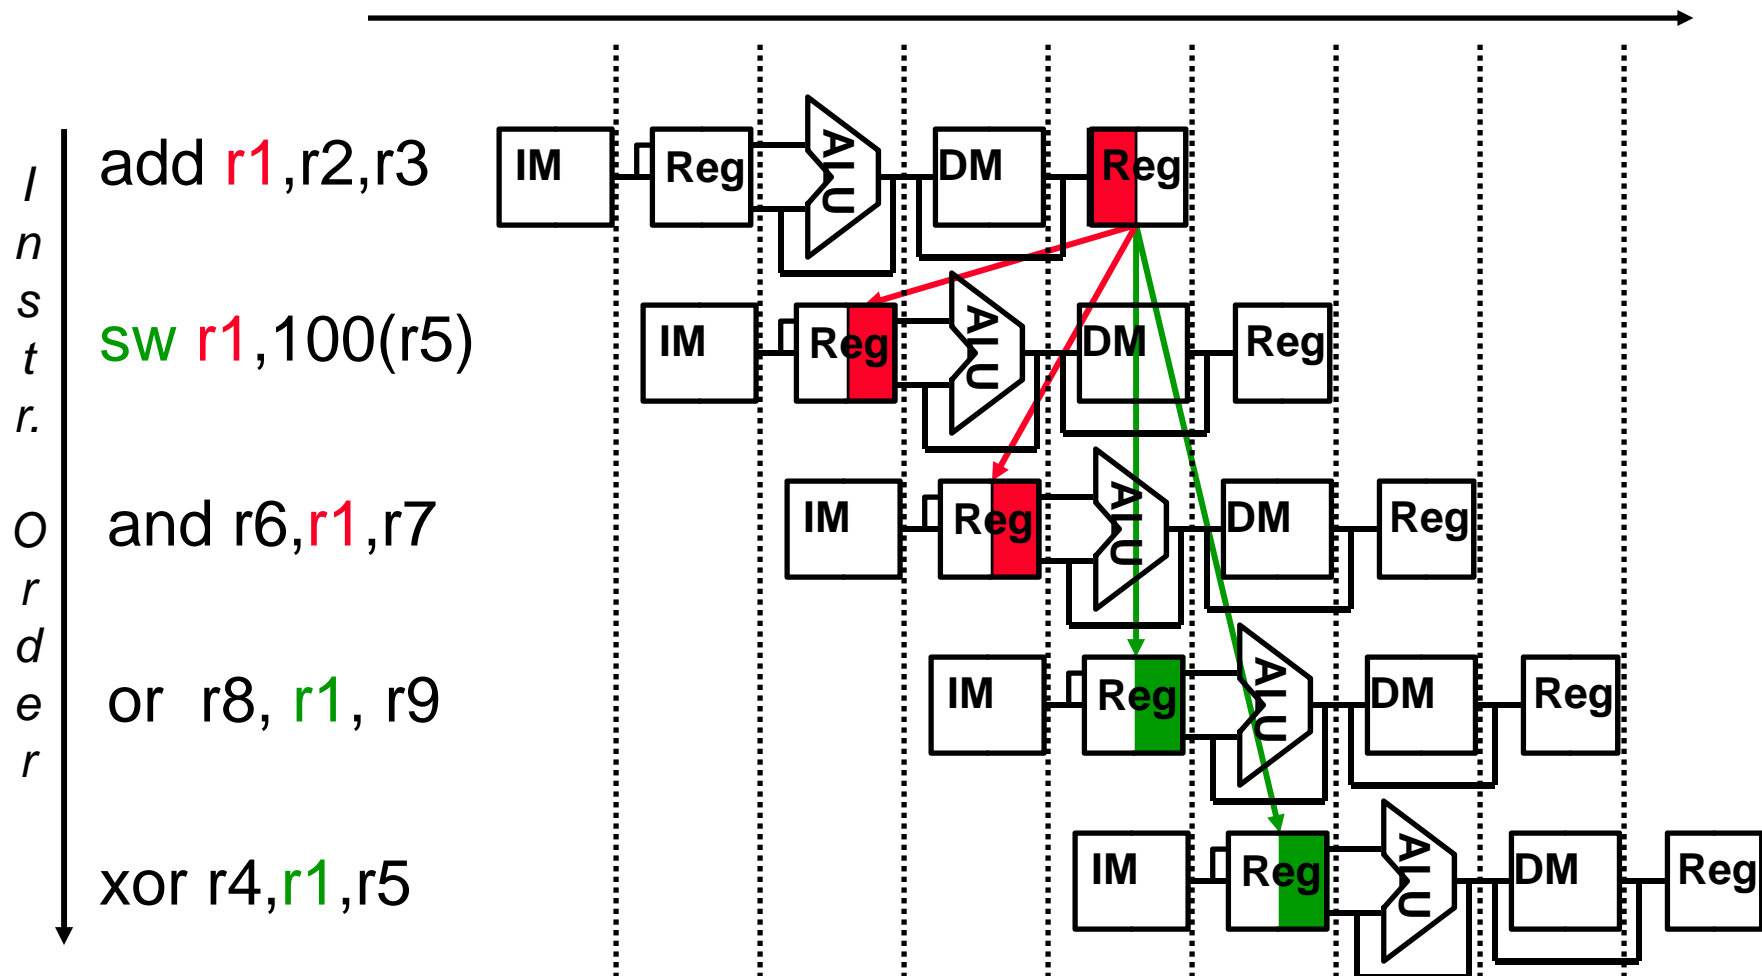 Instr. Order
add r1,r2,r3
IM Reg ALU DM Reg
sw r1,100(r5)
IM Reg ALU DM Reg
and r6,r1,r7
IM Reg ALU DM Reg
or r8, r1, r9
IM Reg ALU DM Reg
xor r4,r1,r5
IM Reg ALU DM Reg